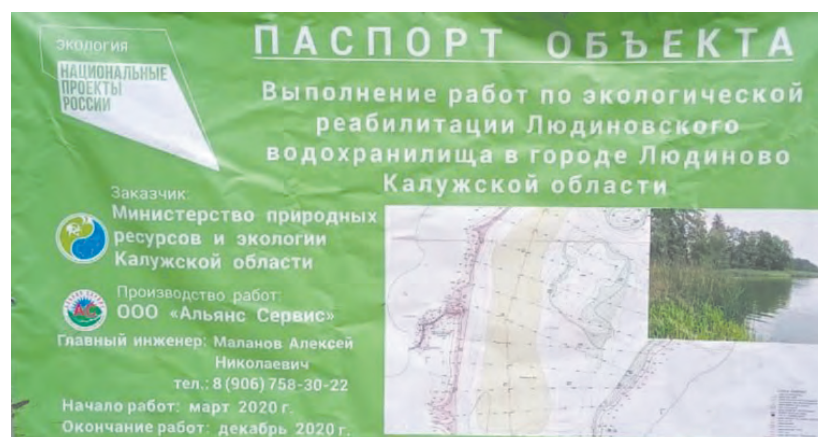 ЭКОЛОГИЯ
НАЦИОНАЛЬНЫЕ
ПРОЕКТЫ
РОССИИ
ПАСПОРТ ОБЪЕКТА
Выполнение работ по экологической
реабилитации Людиновского
водохранилища в городе Людиново
Калужской области
Заказчик:
Министерство природных
ресурсов и экологии
Калужской области
Производство работ:
АС
ООО «Альянс Сервис»
Главный инженер: Маланов Алексей
Николаевич
тел.: 8 (906) 758-30-22
Начало работ: март 2020 г.
Окончание работ: декабрь 2020 г.